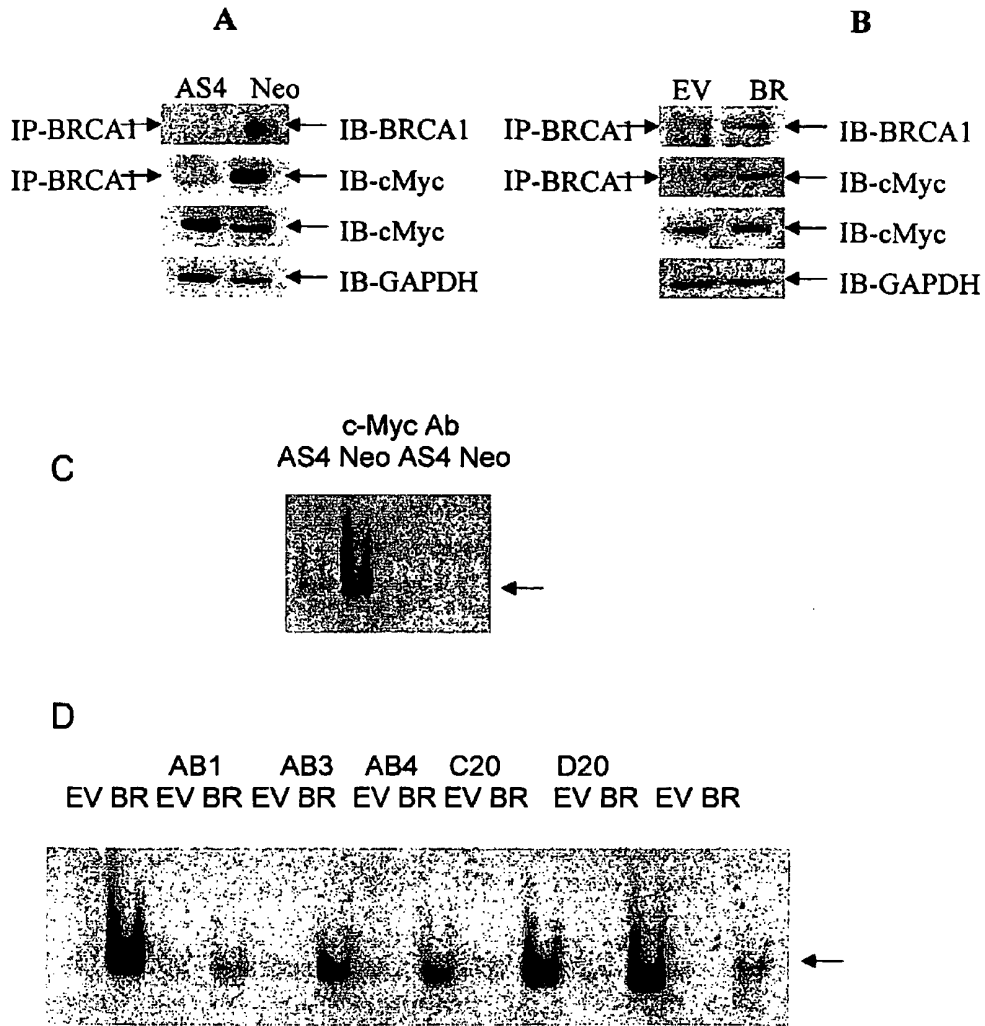 A
AS4 Neo
IP-BRCA1 IB-BRCA1
IP-BRCA1 IB-cMyc
IB-cMyc
IB-GAPDH
B
EV BR
IP-BRCA1 IB-BRCA1
IP-BRCA1 IB-cMyc
IB-cMyc
IB-GAPDH
C
c-Myc Ab
AS4 Neo AS4 Neo
D
AB1 AB3 AB4 C20 D20
EV BR EV BR EV BR EV BR EV BR EV BR EV BR